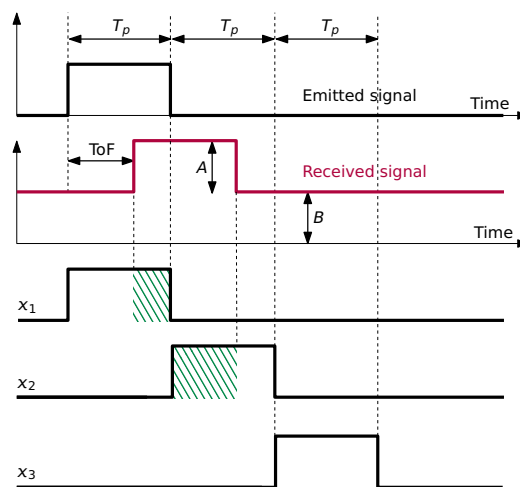 Tp Tp Tp
Emitted signal
Time
ToF
A
Received signal
B
Time
x1
x2
x3